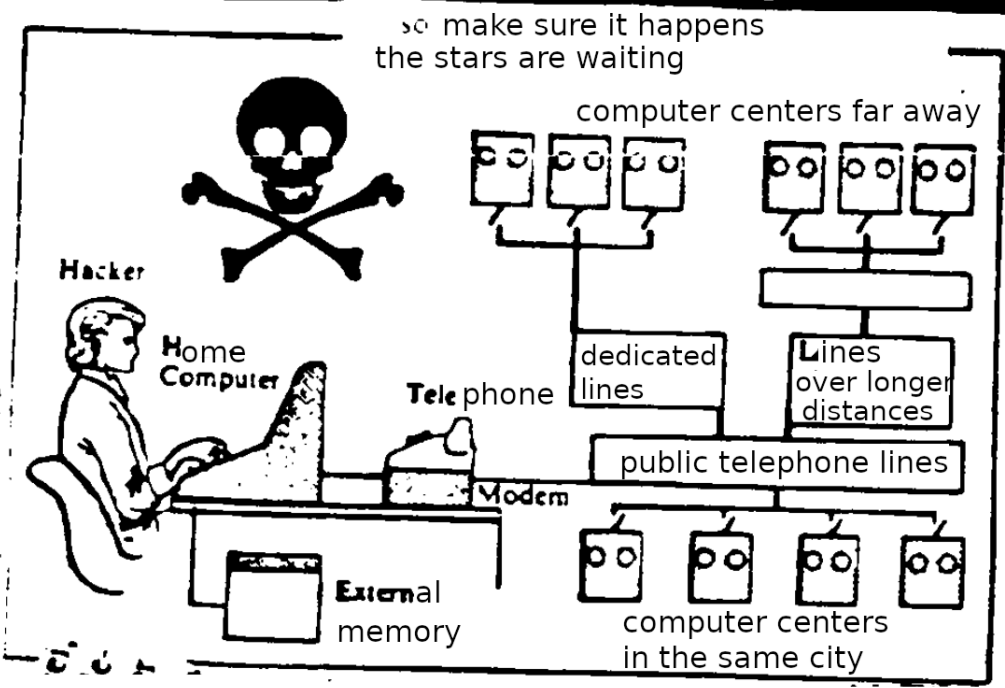 so make sure it happens
the stars are waiting
computer centers far away
Hacker
Home
Computer
Telephone
dedicated
lines
Lines
over longer
distances
public telephone lines
Modem
External
memory
computer centers
in the same city